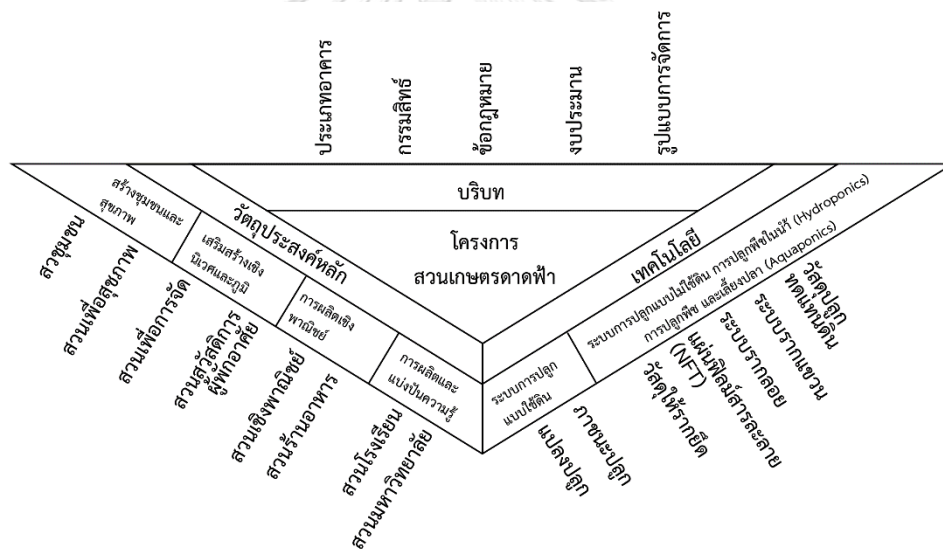 ประเภทอาคาร
กรรมสิทธิ์
ข้อกฎหมาย
งบประมาน
รูปแบบการจัดการ
บริบท
โครงการ
สวนเกษตรดาดฟ้า
วัตถุประสงค์หลัก
เทคโนโลยี
สร้างชุมชนและ
สุขภาพ
เสริมสร้างเชิง
นิเวศและภูมิ
การผลิตเชิง
พาณิชย์
การผลิตและ
แบ่งปันความรู้
สวชุมชน
สวนเพื่อสุขภาพ
สวนเพื่อการจัด
สวนสวัสดิการ
ผู้พักอาศัย
สวนเชิงพาณิชย์
สวนร้านอาหาร
สวนโรงเรียน
สวนมหาวิทยาลัย
ระบบการปลูก
แบบใช้ดิน
ระบบการปลูกแบบไม่ใช้ดิน การปลูกพืชในน้ำ (Hydroponics)
การปลูกพืช และเลี้ยงปลา (Aquaponics)
แปลงปลูก
ภาชนะปลูก
วัสดุให้รากยึด
แผ่นฟิล์มสารละลาย
(NFT)
ระบบรากลอย
ระบบรากแขวน
วัสดุปลูก
ทดแทนดิน